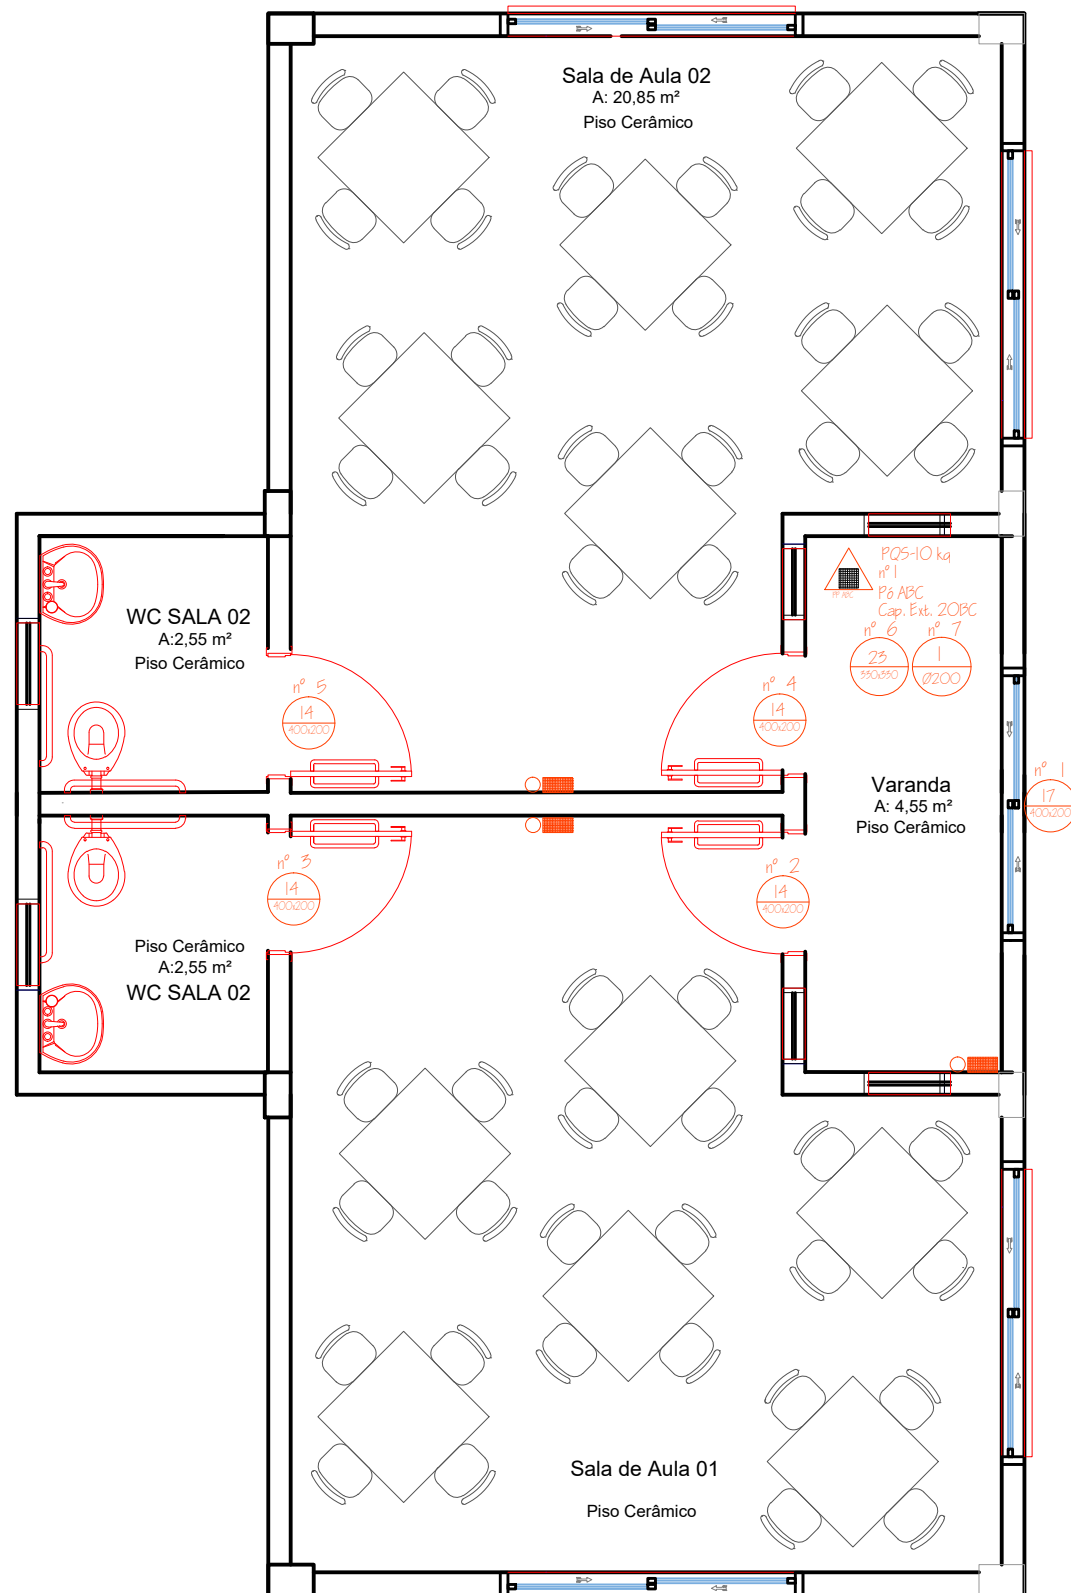 Sala de Aula 02
A: 20,85 m²
Piso Cerâmico
PQS-10 kg
nº 1
Pó ABC
Cap. Ext. 20BC
PP ABC
nº 6
23
330x330
nº 7
1
Ø200
WC SALA 02
A:2,55 m²
Piso Cerâmico
nº 5
14
400x200
nº 4
14
400x200
Varanda
A: 4,55 m²
Piso Cerâmico
nº 1
17
400x200
nº 3
14
400x200
nº 2
14
400x200
Piso Cerâmico
A:2,55 m²
WC SALA 02
Sala de Aula 01
Piso Cerâmico